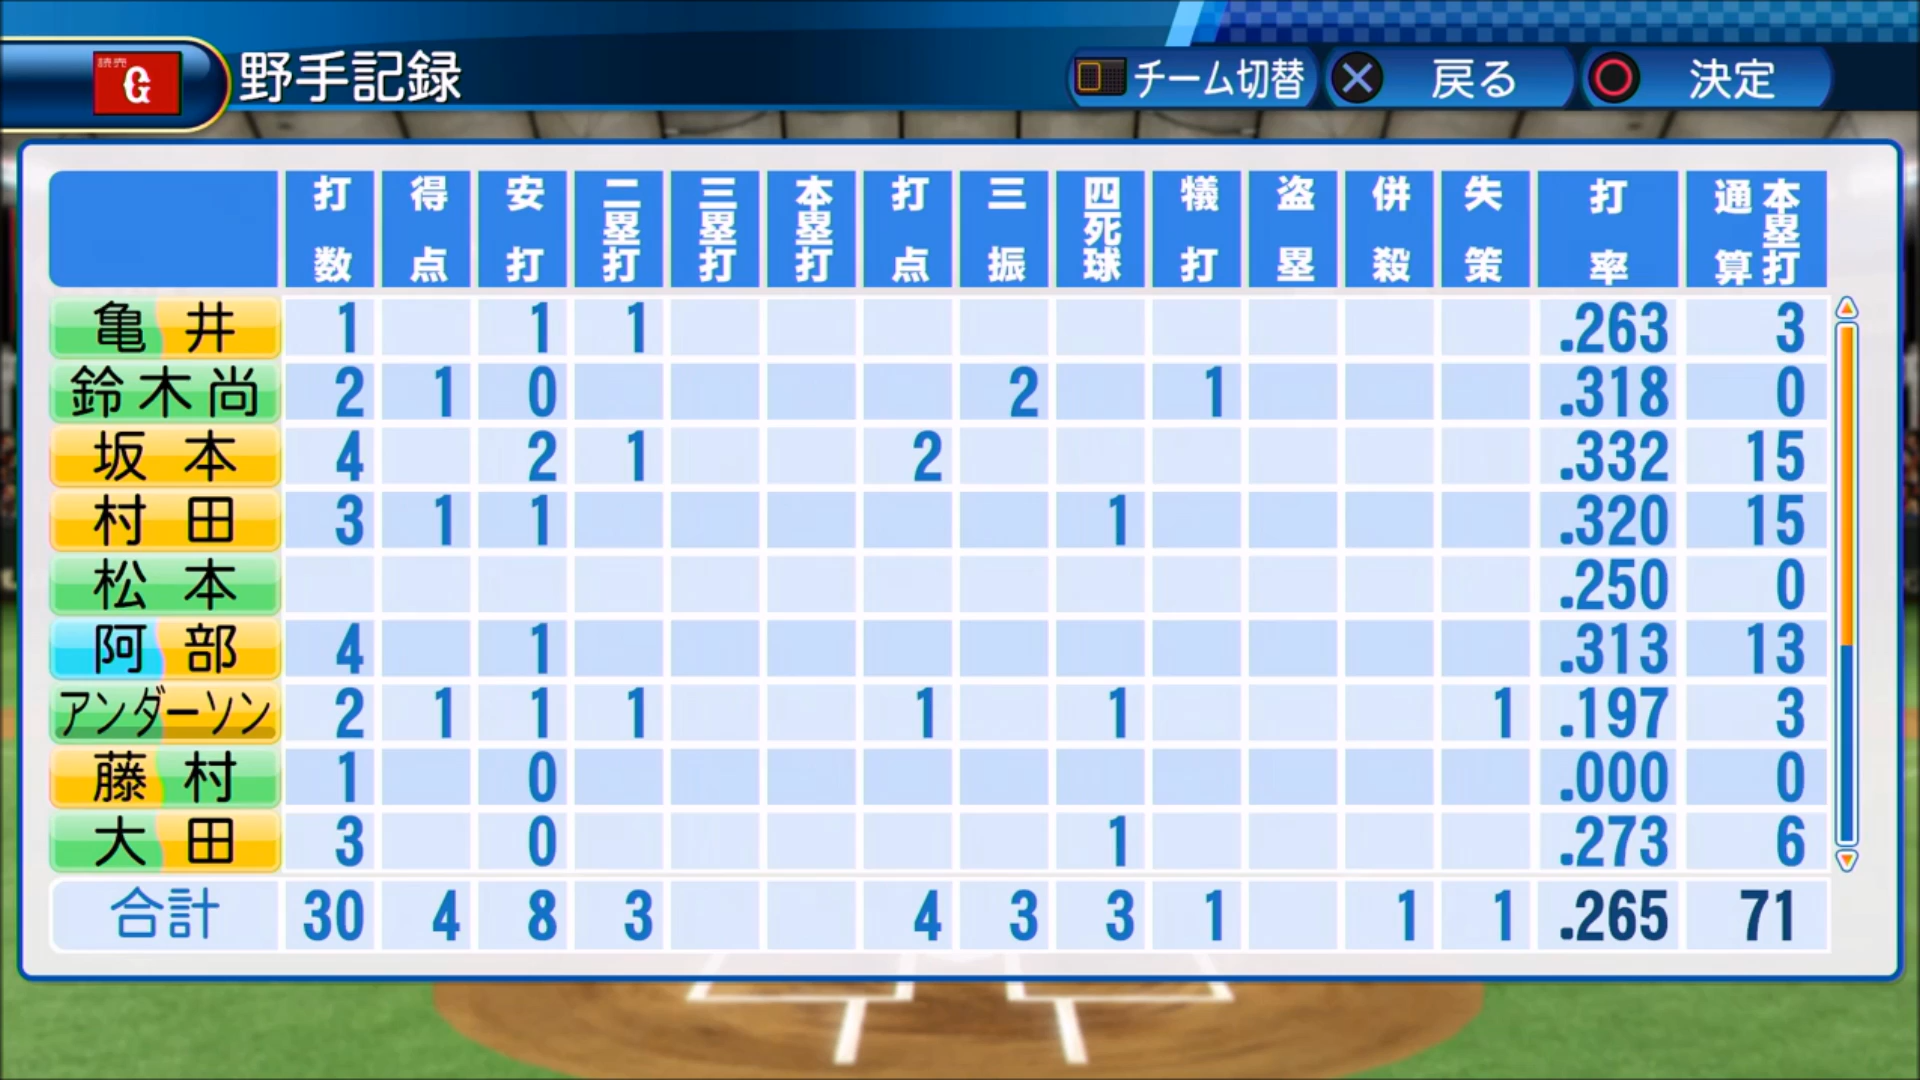 読売 G 野手記録 チーム切替 戻る 決定
打数 得点 安打 二塁打 三塁打 本塁打 打点 三振 四死球 犠打 盗塁 併殺 失策 打率 通算本塁打
亀井 1 1 1 .263 3
鈴木尚 2 1 0 2 1 .318 0
坂本 4 2 1 2 .332 15
村田 3 1 1 1 .320 15
松本 .250 0
阿部 4 1 .313 13
アンダーソン 2 1 1 1 1 1 1 .197 3
藤村 1 0 .000 0
大田 3 0 1 .273 6
合計 30 4 8 3 4 3 3 1 1 1 .265 71